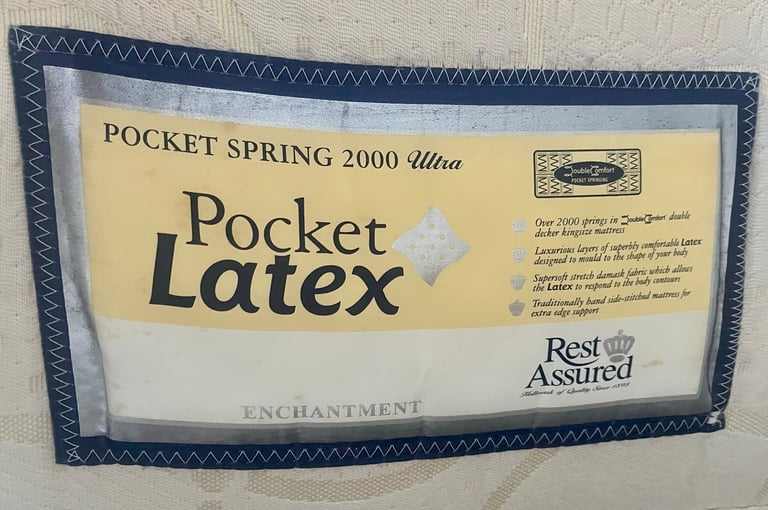 POCKET SPRING 2000 Ultra
Pocket
Latex
DoubleComfort
POCKET SPRINGING
Over 2000 springs in DoubleComfort double
decker kingsize mattress
Luxurious layers of superbly comfortable Latex
designed to mould to the shape of your body
Supersoft stretch damask fabric which allows
the Latex to respond to the body contours
Traditionally hand side-stitched mattress for
extra edge support
Rest
Assured
Hallmark of Quality Since 1898
ENCHANTMENT